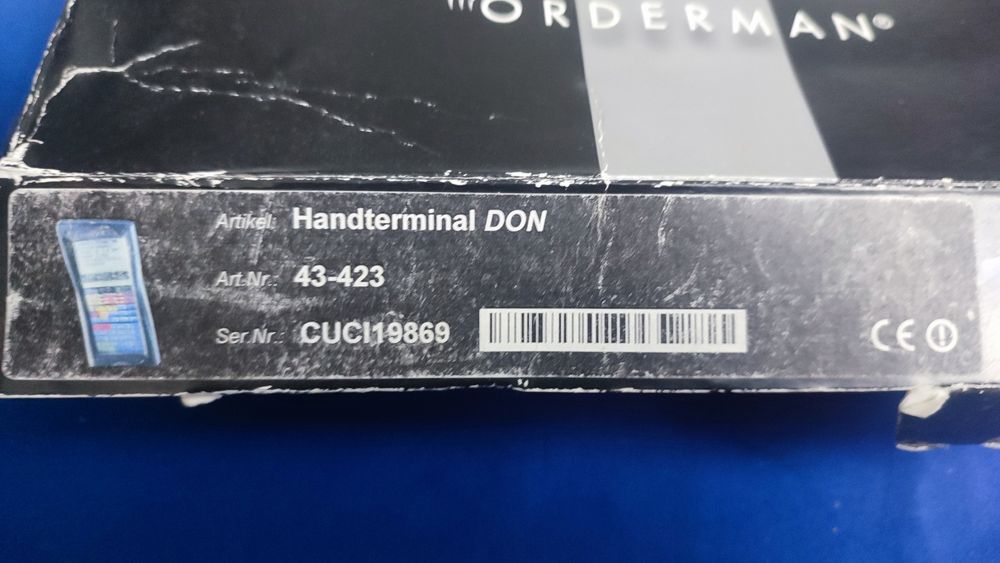 ORDERMAN®
Artikel: Handterminal DON
Art.Nr.: 43-423
Ser.Nr.: CUCI19869
CE